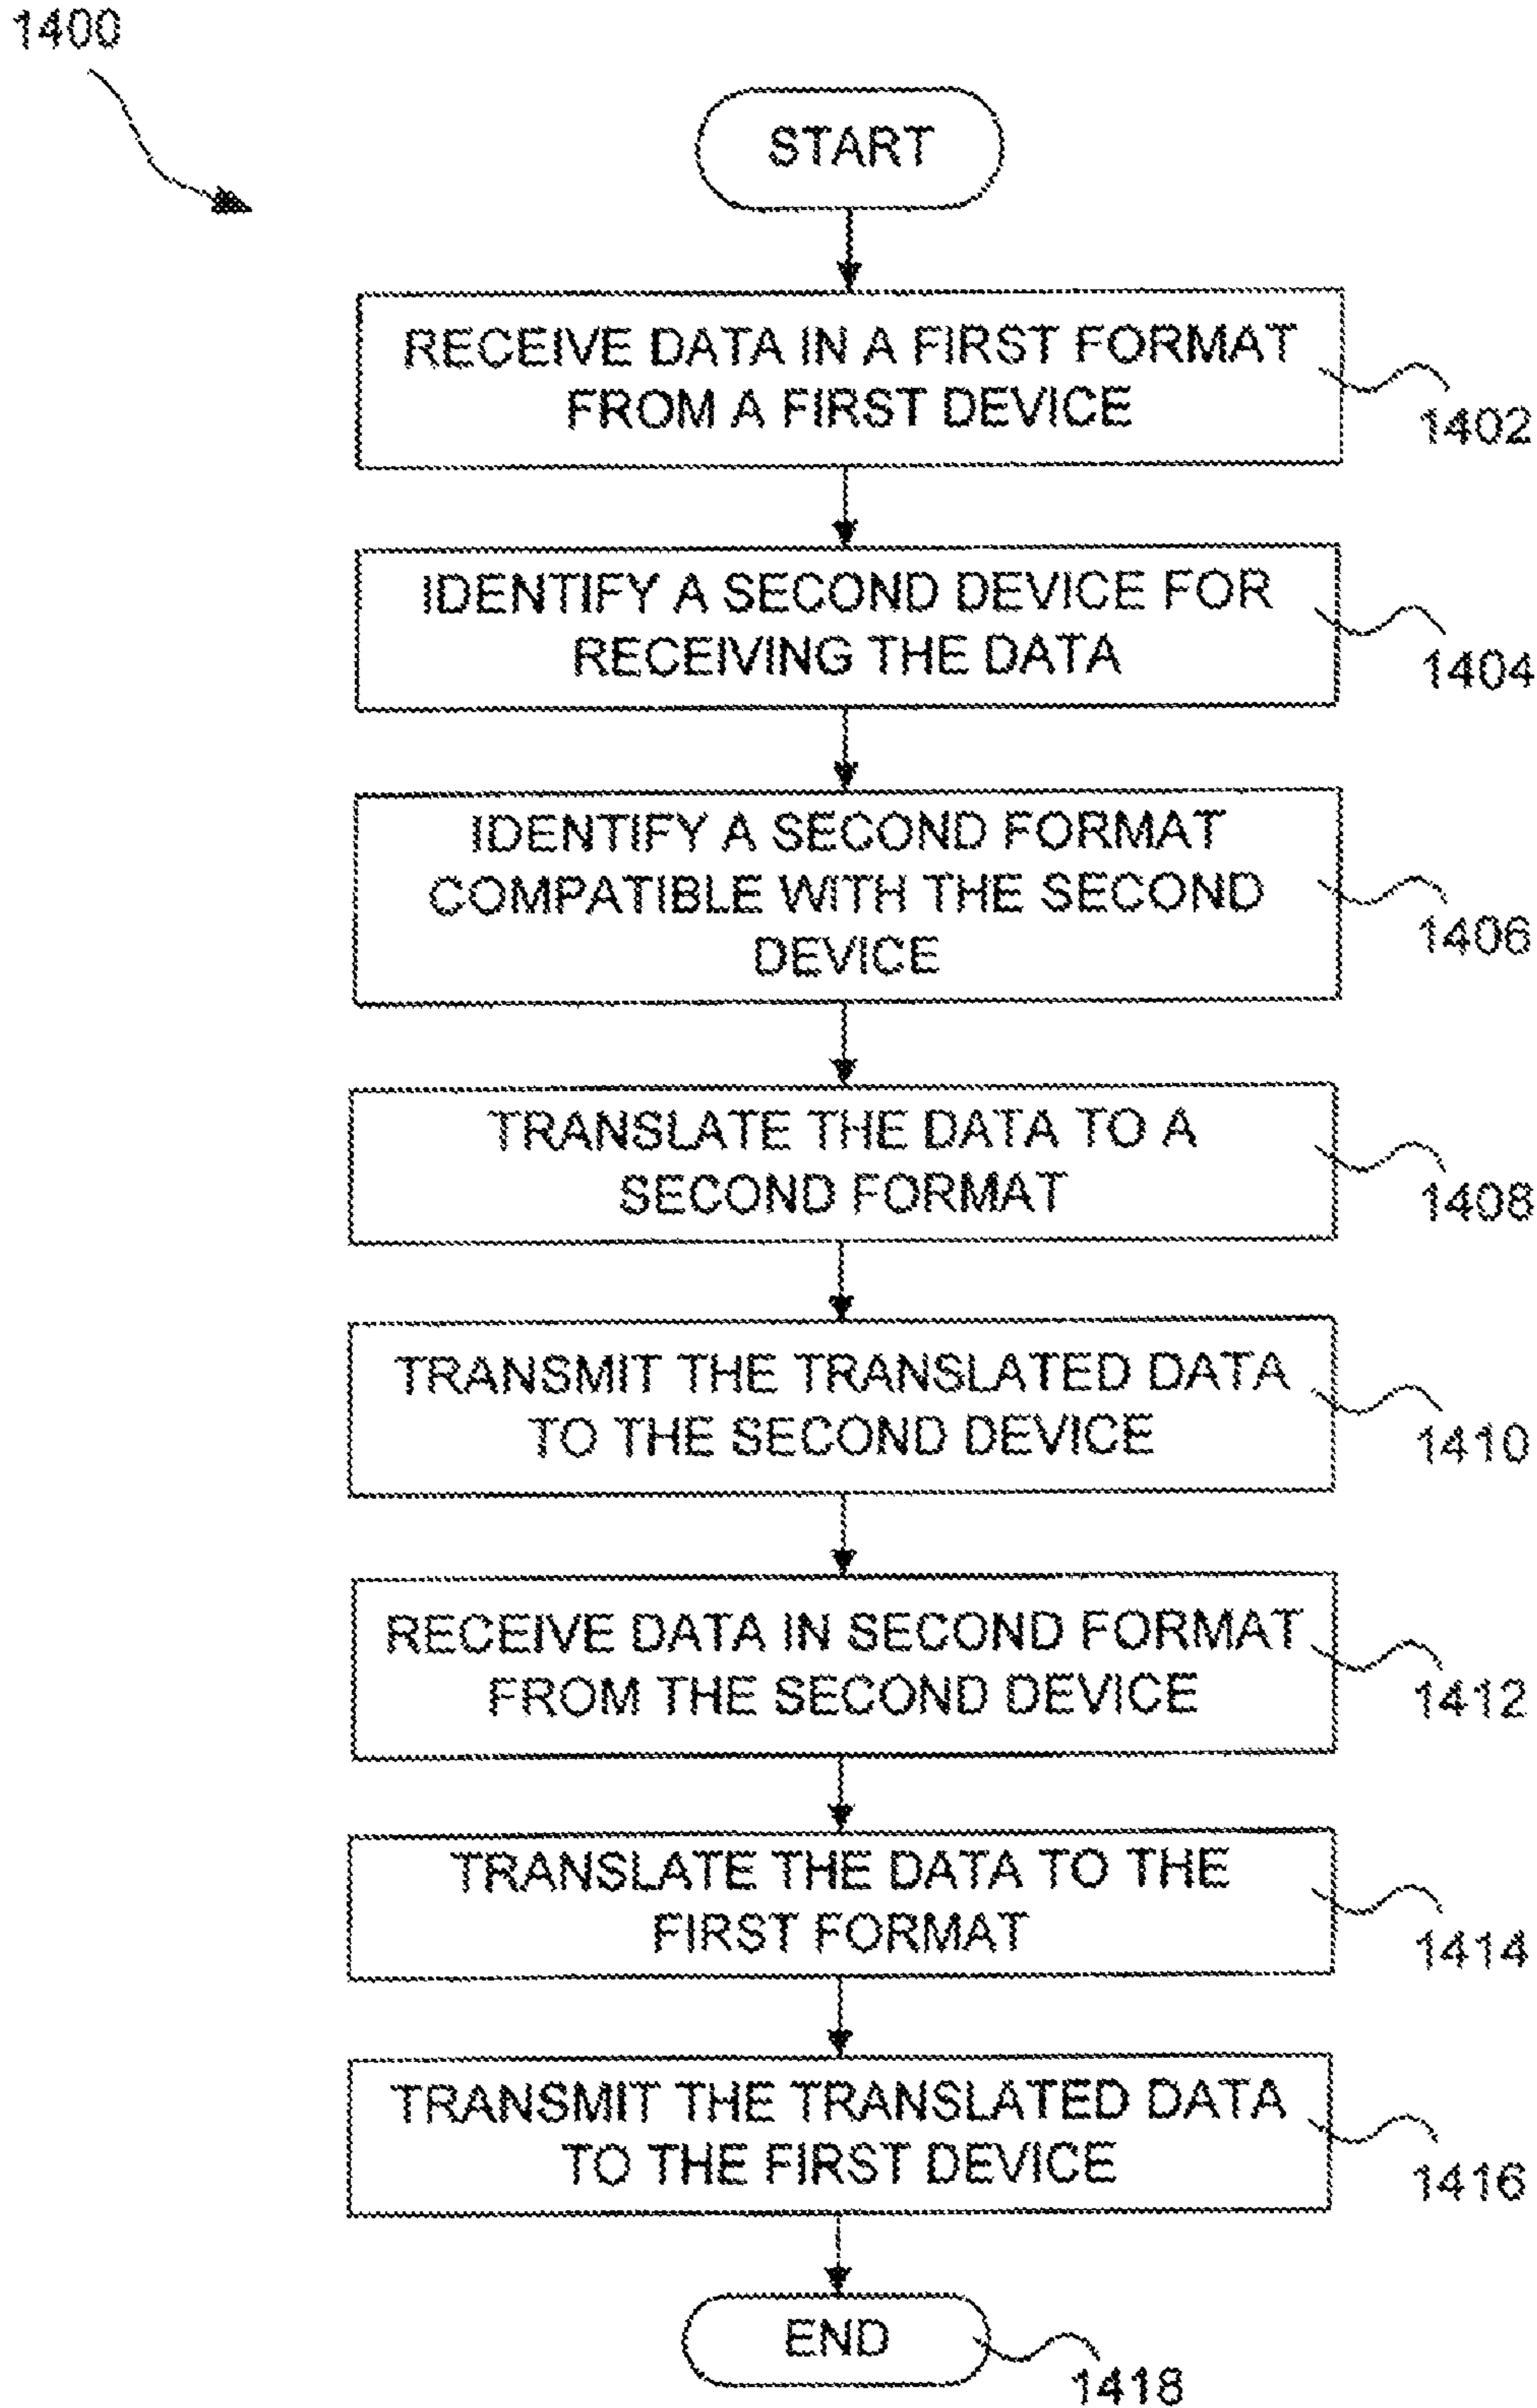 1400
START
RECEIVE DATA IN A FIRST FORMAT
FROM A FIRST DEVICE
1402
IDENTIFY A SECOND DEVICE FOR
RECEIVING THE DATA
1404
IDENTIFY A SECOND FORMAT
COMPATIBLE WITH THE SECOND
DEVICE
1406
TRANSLATE THE DATA TO A
SECOND FORMAT
1408
TRANSMIT THE TRANSLATED DATA
TO THE SECOND DEVICE
1410
RECEIVE DATA IN SECOND FORMAT
FROM THE SECOND DEVICE
1412
TRANSLATE THE DATA TO THE
FIRST FORMAT
1414
TRANSMIT THE TRANSLATED DATA
TO THE FIRST DEVICE
1416
END
1418